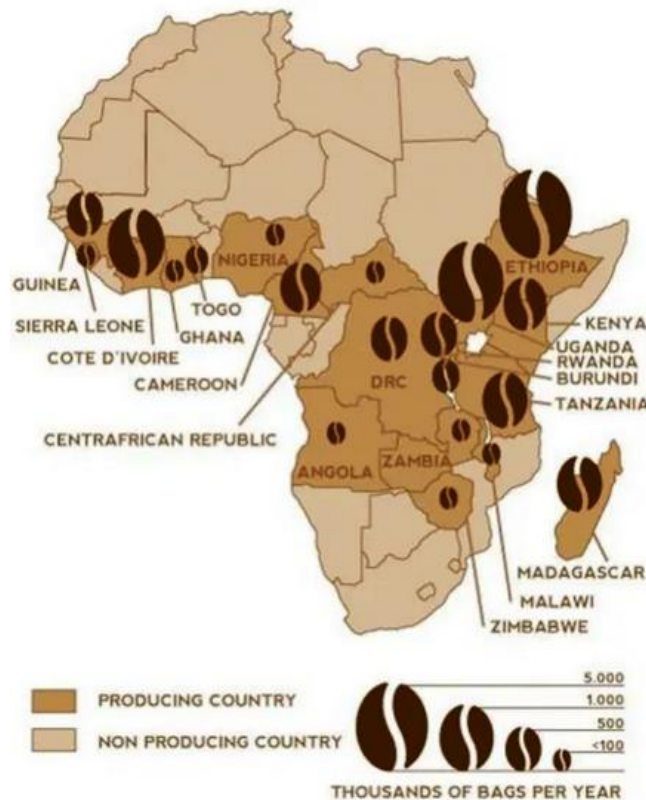 ETHIOPIA
NIGERIA
GUINEA
TOGO
SIERRA LEONE
GHANA
KENYA
UGANDA
COTE D'IVOIRE
RWANDA
CAMEROON
DRC
BURUNDI
TANZANIA
CENTRAFRICAN REPUBLIC
ANGOLA
ZAMBIA
MADAGASCAR
MALAWI
ZIMBABWE
PRODUCING COUNTRY
NON PRODUCING COUNTRY
5.000
1.000
500
<100
THOUSANDS OF BAGS PER YEAR